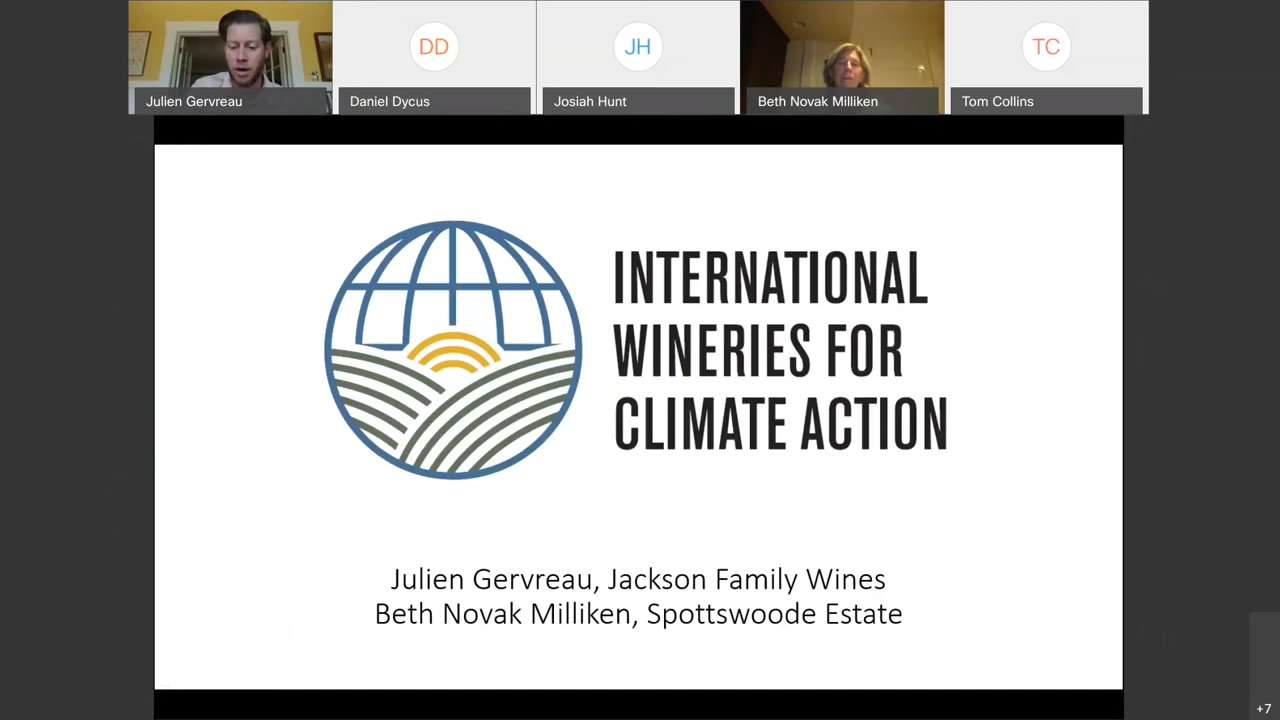 DD
JH
TC
Julien Gervreau
Daniel Dycus
Josiah Hunt
Beth Novak Milliken
Tom Collins
INTERNATIONAL
WINERIES FOR
CLIMATE ACTION
Julien Gervreau, Jackson Family Wines
Beth Novak Milliken, Spottswoode Estate
+7